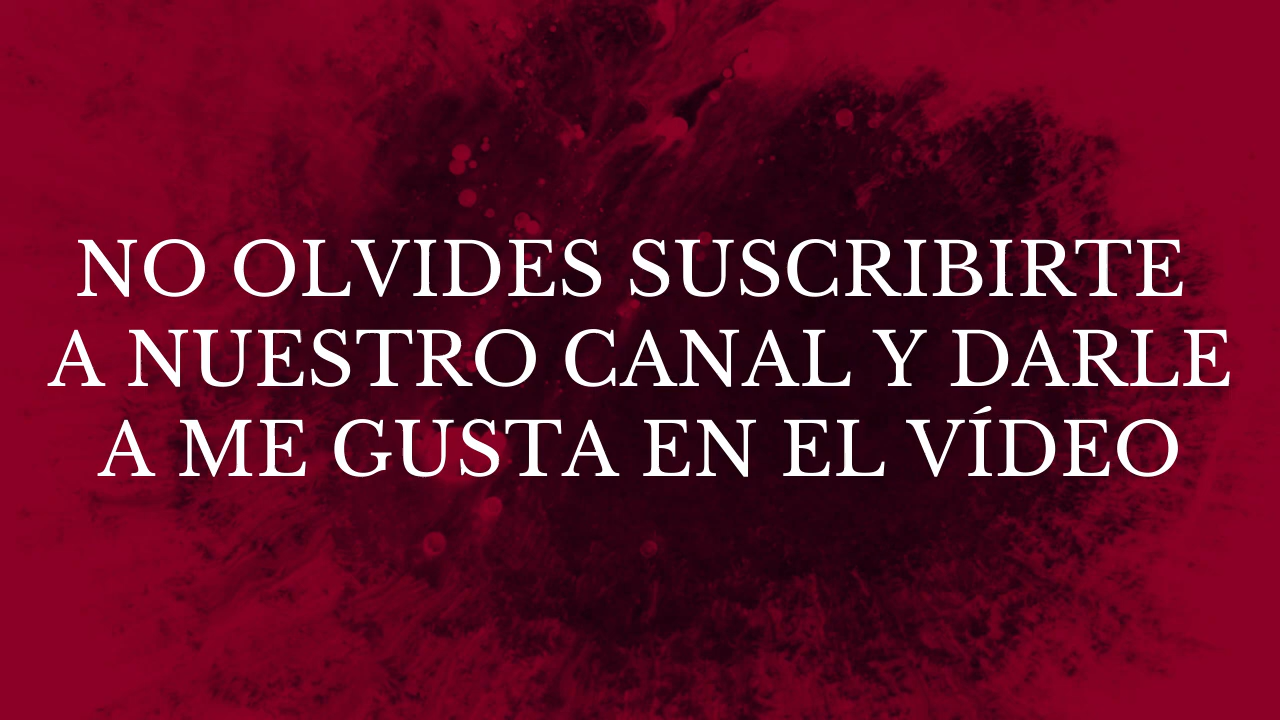 NO OLVIDES SUSCRIBIRTE
A NUESTRO CANAL Y DARLE
A ME GUSTA EN EL VÍDEO